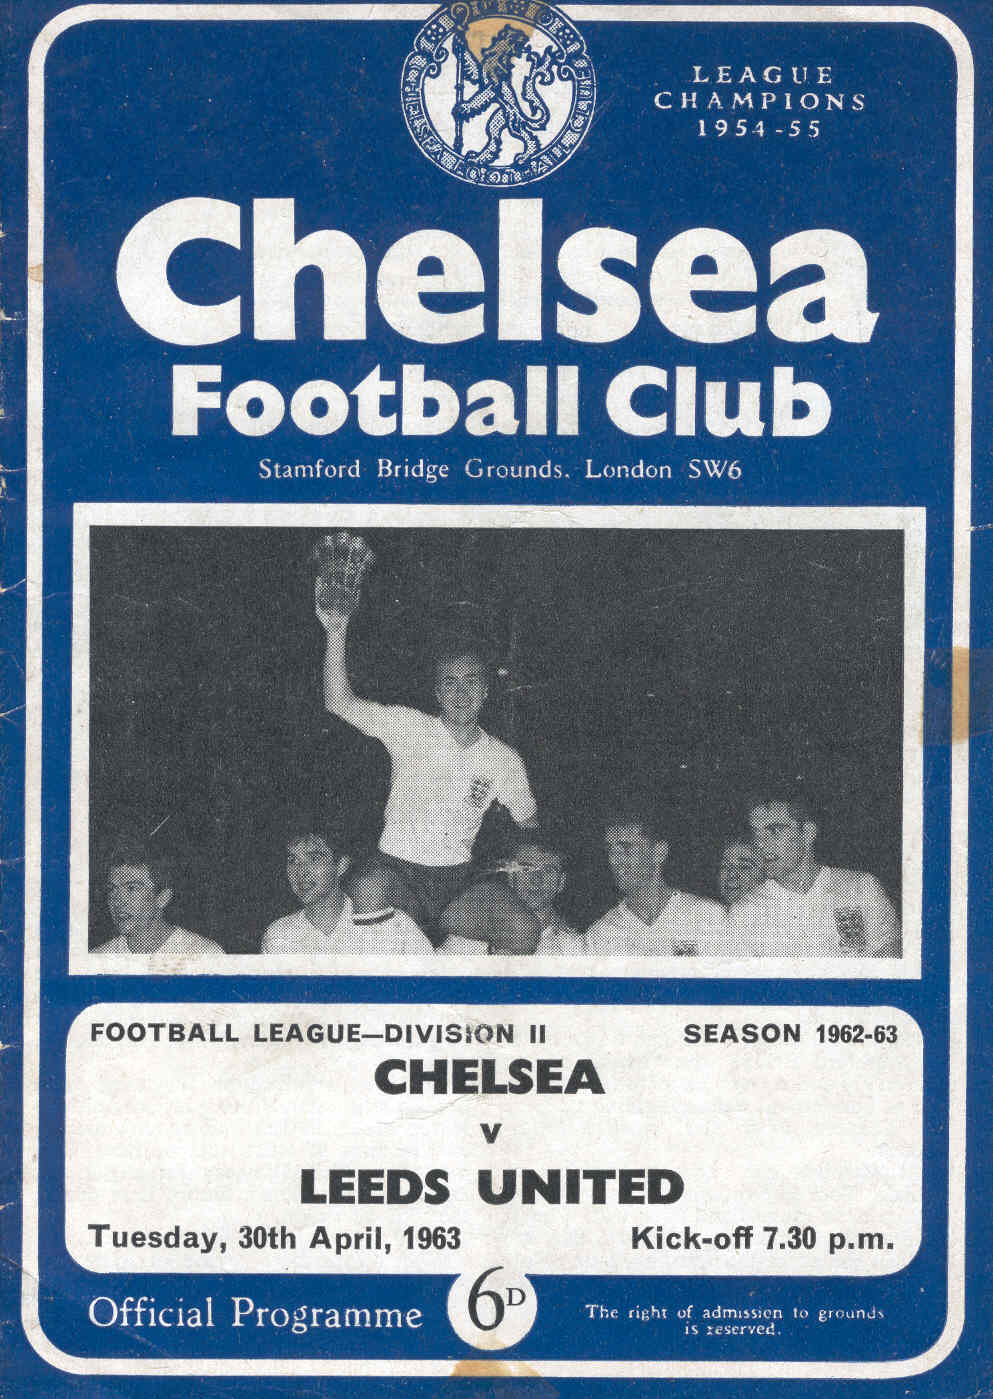 LEAGUE
CHAMPIONS
1954-55
Chelsea
Football Club
Stamford Bridge Grounds. London SW6
FOOTBALL LEAGUE—DIVISION II SEASON 1962-63
CHELSEA
v
LEEDS UNITED
Tuesday, 30th April, 1963 Kick-off 7.30 p.m.
Official Programme
6D
The right of admission to grounds
is reserved.